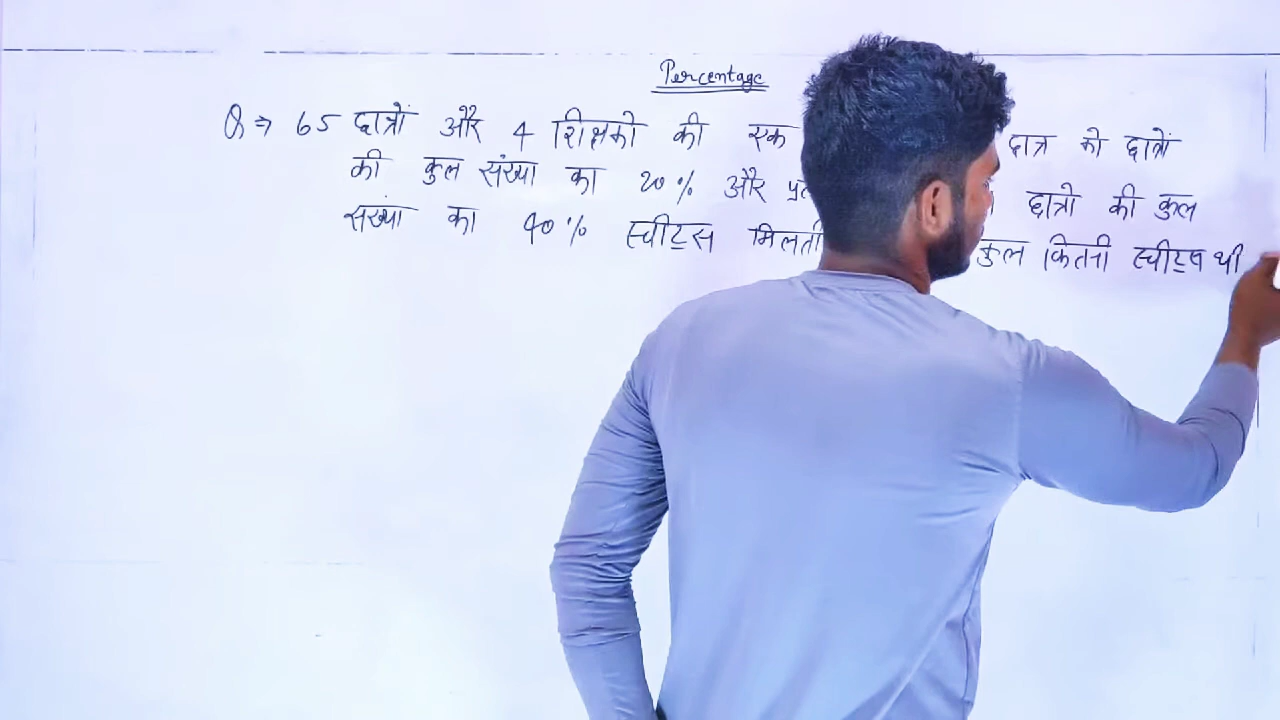 Percentage
Q ⇒ 65 छात्रों और 4 शिक्षको की एक छात्र को छात्रों
की कुल संख्या का 20% और छात्रो की कुल
संख्या का 40% स्वीट्स मिलती कुल कितनी स्वीट्स थी